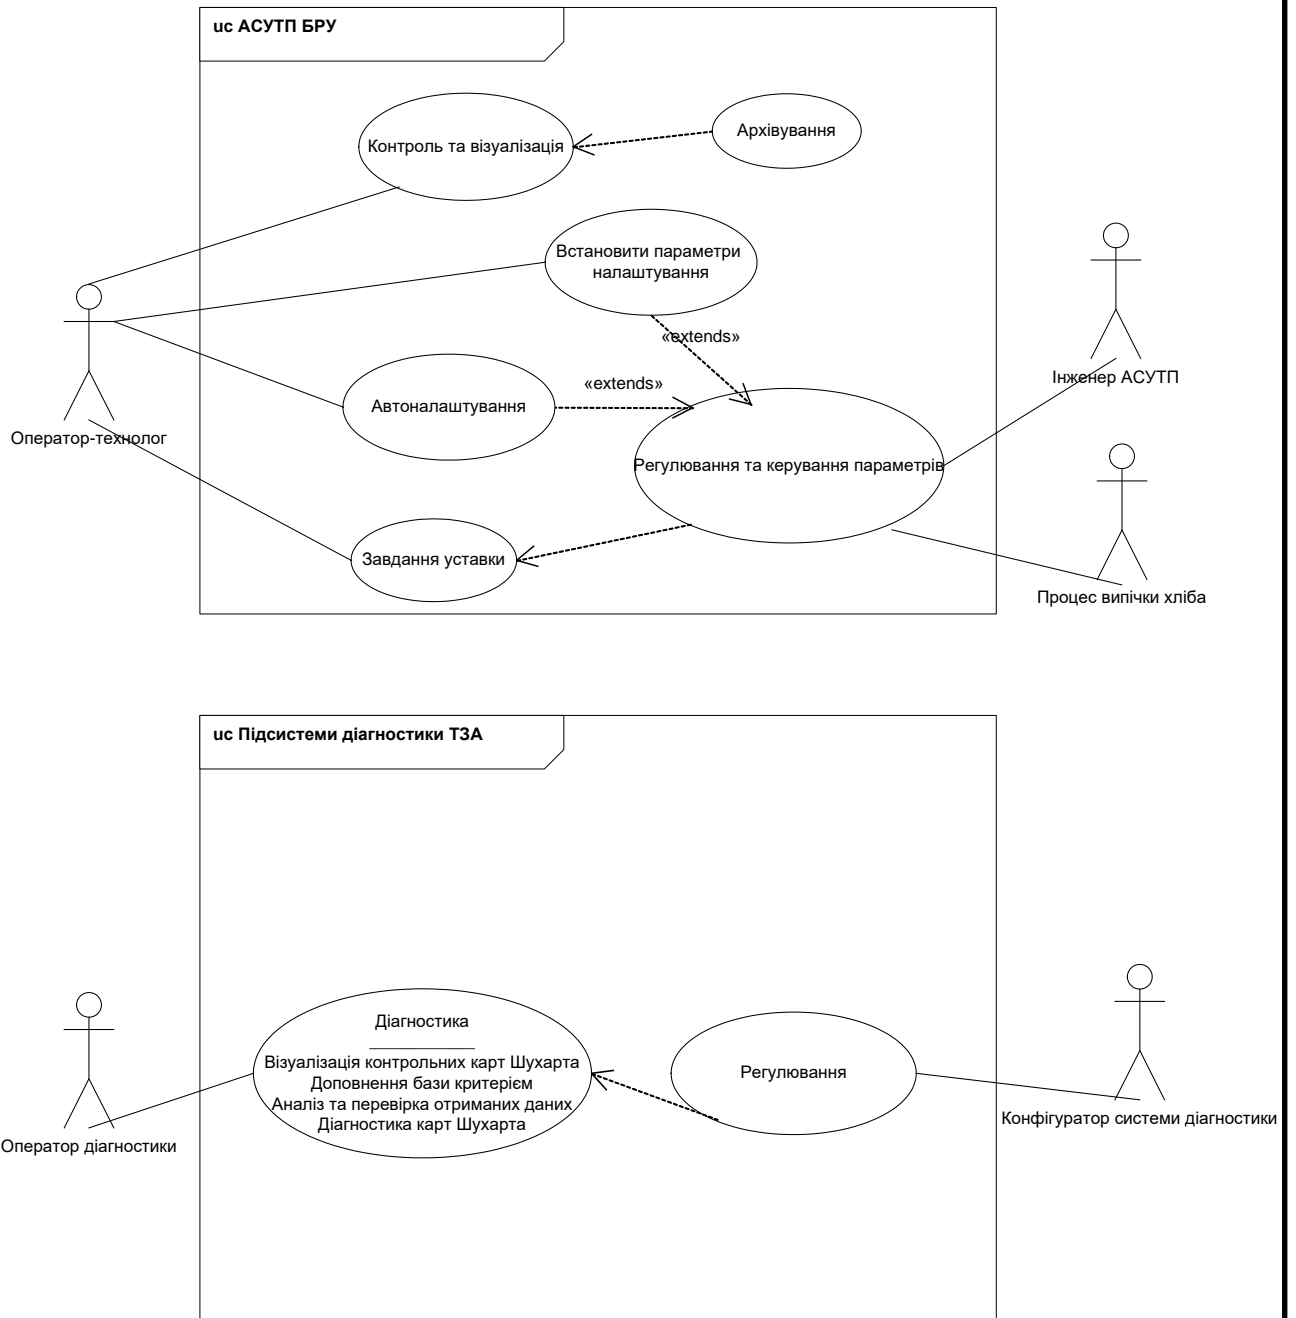 uc АСУТП БРУ
Контроль та візуалізація
Архівування
Встановити параметри
налаштування
«extends»
Інженер АСУТП
«extends»
Автоналаштування
Оператор-технолог
Регулювання та керування параметрів
Завдання уставки
Процес випічки хліба
uc Підсистеми діагностики ТЗА
Діагностика
____________
Візуалізація контрольних карт Шухарта
Доповнення бази критерієм
Аналіз та перевірка отриманих даних
Діагностика карт Шухарта
Регулювання
Конфігуратор системи діагностики
Оператор діагностики